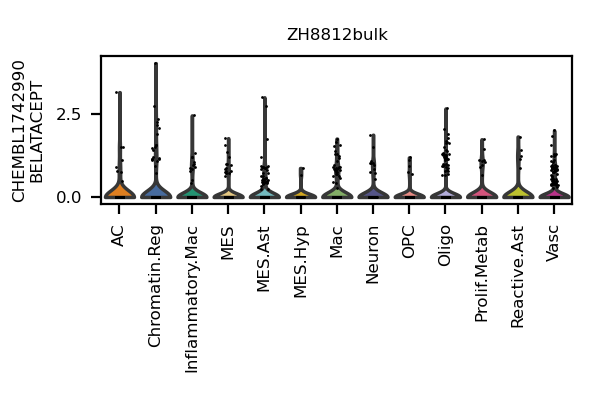 ZH8812bulk
CHEMBL1742990
BELATACEPT
2.5
0.0
AC
Chromatin.Reg
Inflammatory.Mac
MES
MES.Ast
MES.Hyp
Mac
Neuron
OPC
Oligo
Prolif.Metab
Reactive.Ast
Vasc